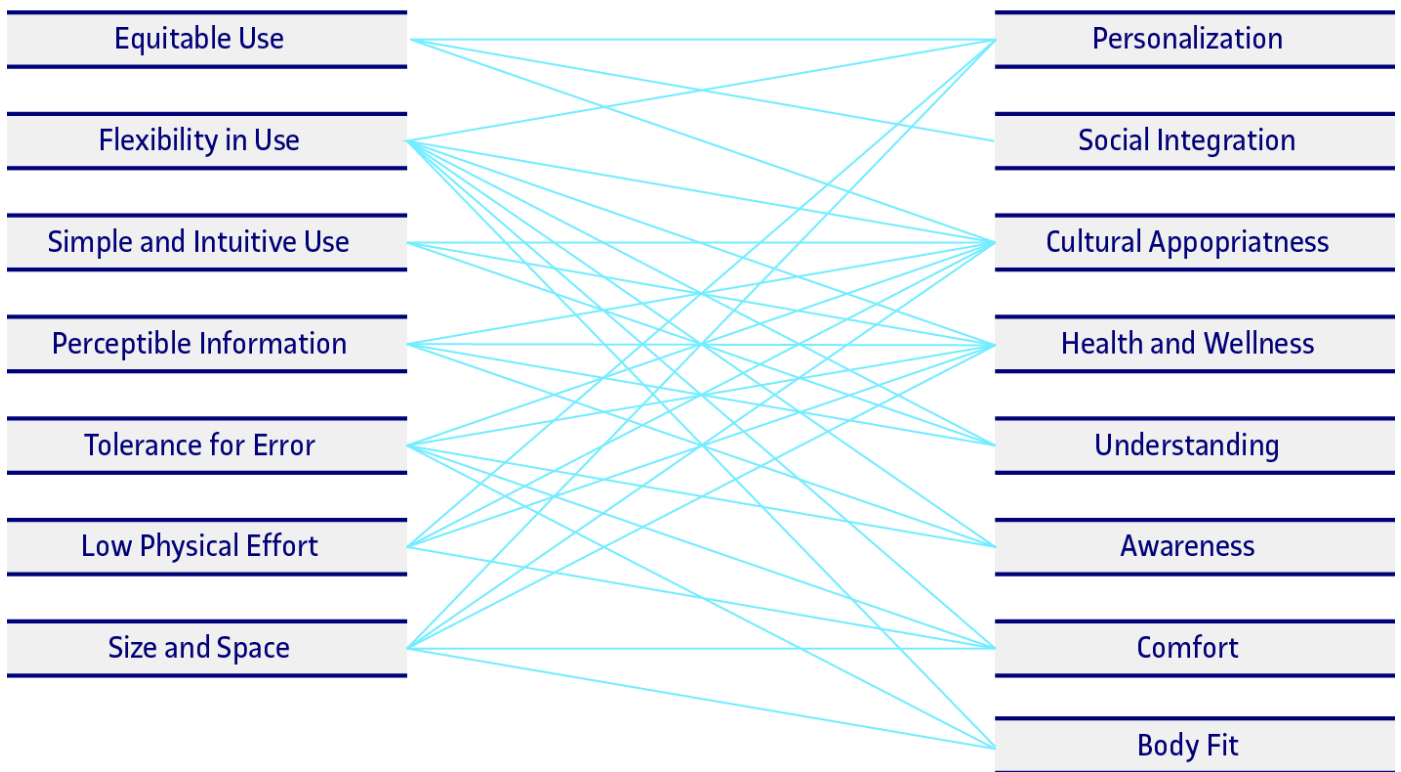 Equitable Use
Personalization
Flexibility in Use
Social Integration
Simple and Intuitive Use
Cultural Appopriatness
Perceptible Information
Health and Wellness
Tolerance for Error
Understanding
Low Physical Effort
Awareness
Size and Space
Comfort
Body Fit